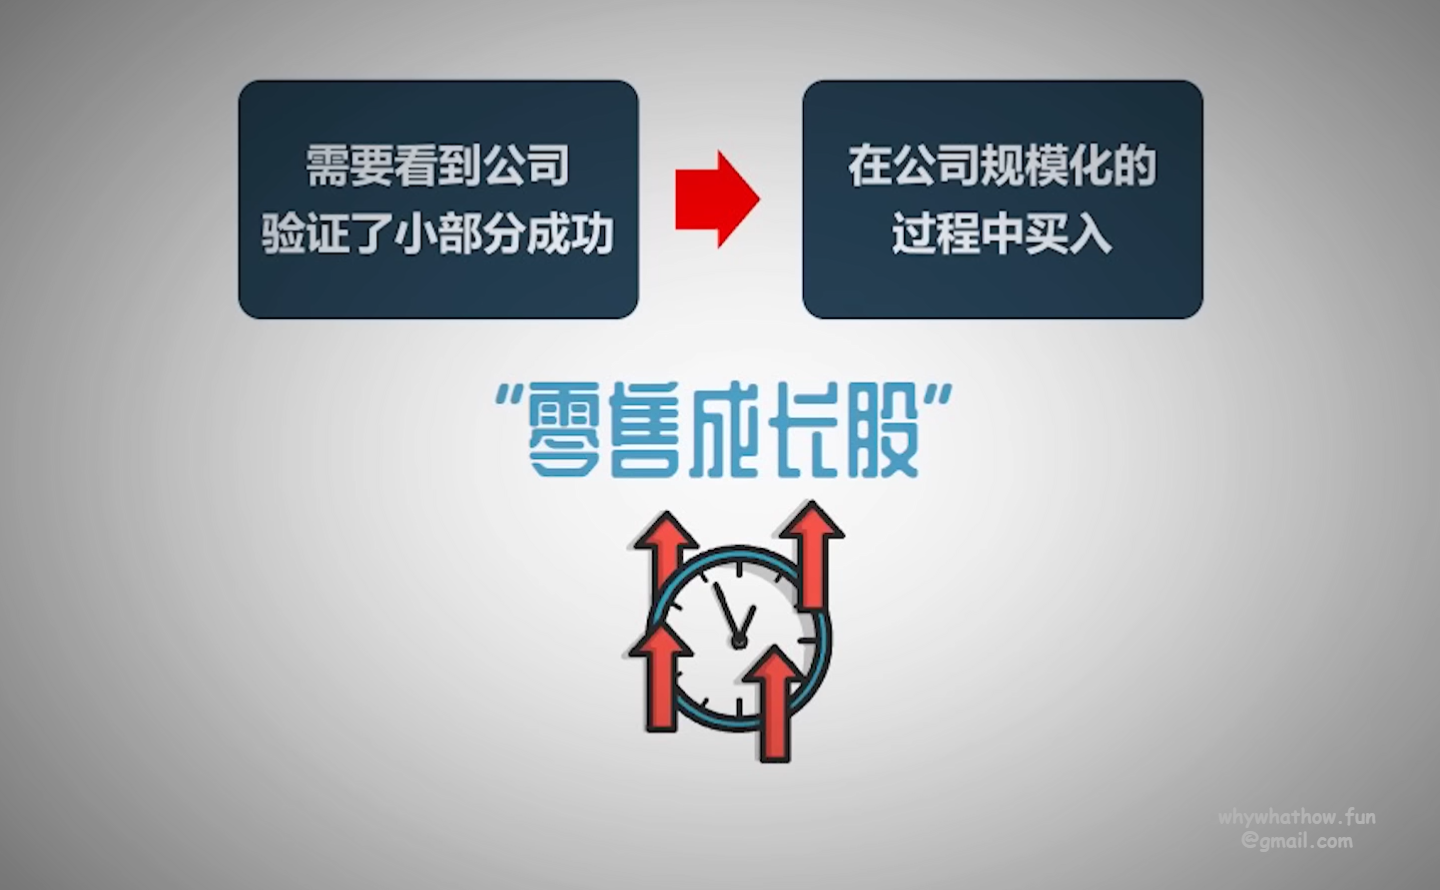 需要看到公司
验证了小部分成功
在公司规模化的
过程中买入
"零售成长股"
whywhathow.fun
@gmail.com